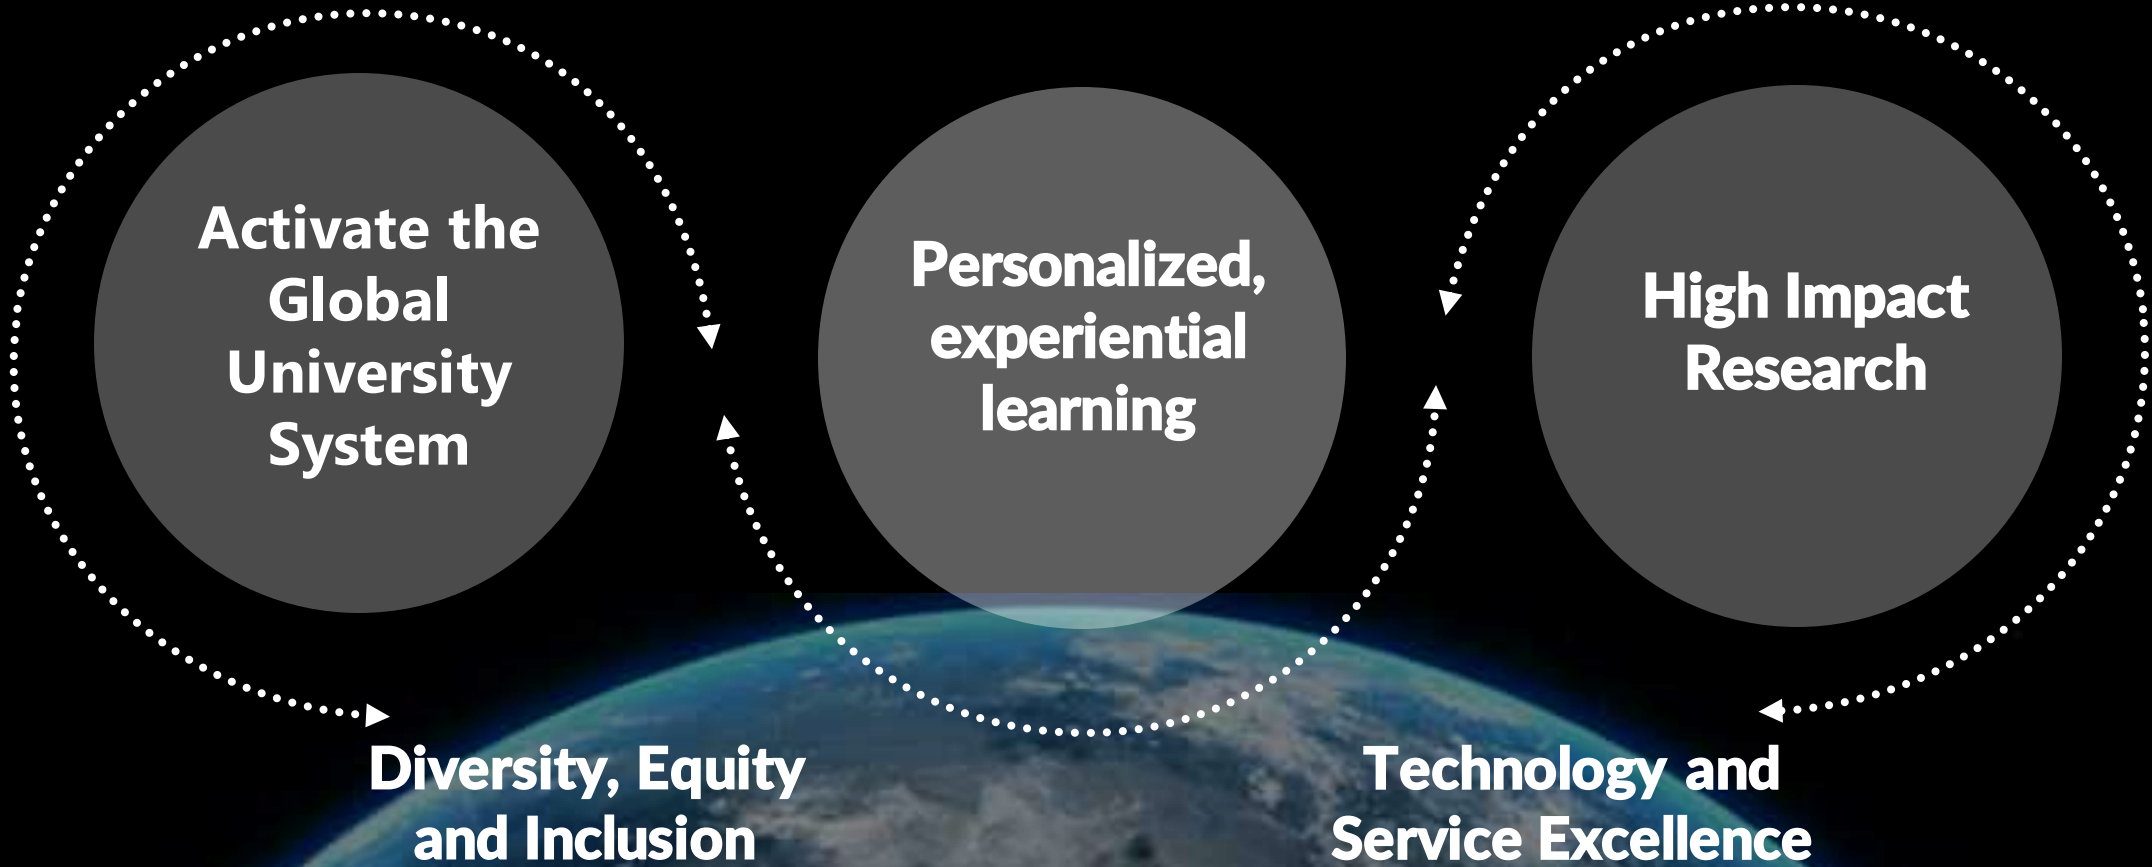 Activate the
Global
University
System
Personalized,
experiential
learning
High Impact
Research
Diversity, Equity
and Inclusion
Technology and
Service Excellence